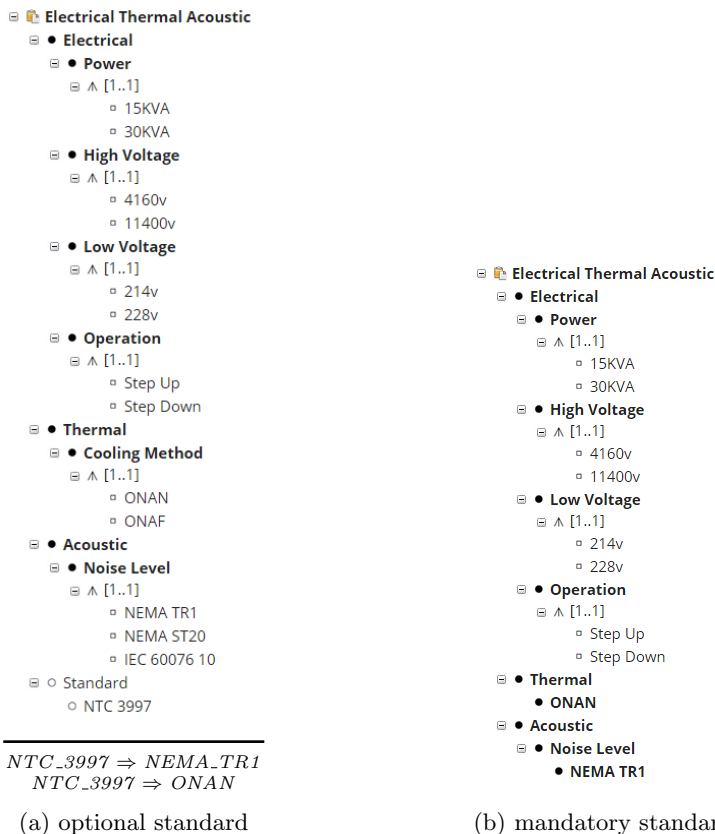 Electrical Thermal Acoustic
Electrical
Power
[1..1]
15KVA
30KVA
High Voltage
[1..1]
4160v
11400v
Low Voltage
[1..1]
214v
228v
Operation
[1..1]
Step Up
Step Down
Thermal
Cooling Method
[1..1]
ONAN
ONAF
Acoustic
Noise Level
[1..1]
NEMA TR1
NEMA ST20
IEC 60076 10
Standard
NTC 3997
NTC_3997 ⇒ NEMA_TR1
NTC_3997 ⇒ ONAN
(a) optional standard
Electrical Thermal Acoustic
Electrical
Power
[1..1]
15KVA
30KVA
High Voltage
[1..1]
4160v
11400v
Low Voltage
[1..1]
214v
228v
Operation
[1..1]
Step Up
Step Down
Thermal
ONAN
Acoustic
Noise Level
NEMA TR1
(b) mandatory standar